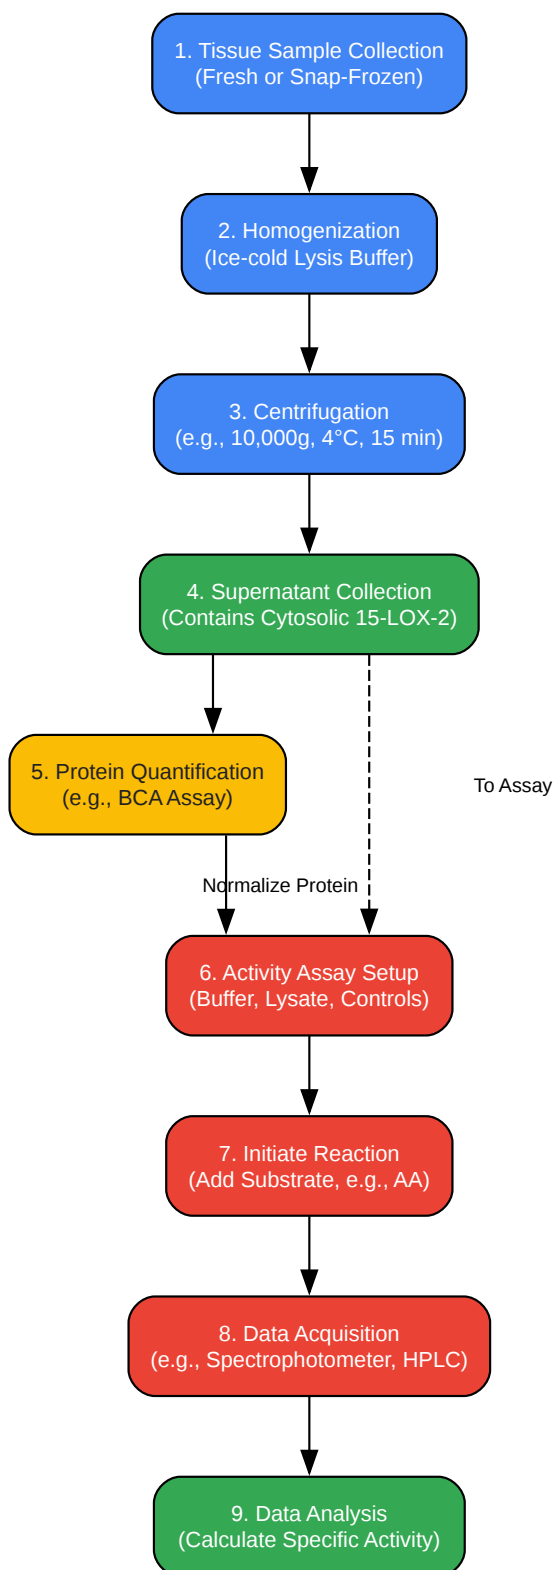 1. Tissue Sample Collection
(Fresh or Snap-Frozen)
2. Homogenization
(Ice-cold Lysis Buffer)
3. Centrifugation
(e.g., 10,000g, 4°C, 15 min)
4. Supernatant Collection
(Contains Cytosolic 15-LOX-2)
5. Protein Quantification
(e.g., BCA Assay)
To Assay
Normalize Protein
6. Activity Assay Setup
(Buffer, Lysate, Controls)
7. Initiate Reaction
(Add Substrate, e.g., AA)
8. Data Acquisition
(e.g., Spectrophotometer, HPLC)
9. Data Analysis
(Calculate Specific Activity)